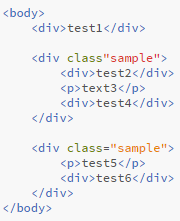 <body>
    <div>test1</div>

    <div class"sample">
        <div>test2</div>
        <p>text3</p>
        <div>test4</div>
    </div>

    <div class="sample">
        <p>test5</p>
        <div>test6</div>
    </div>
</body>